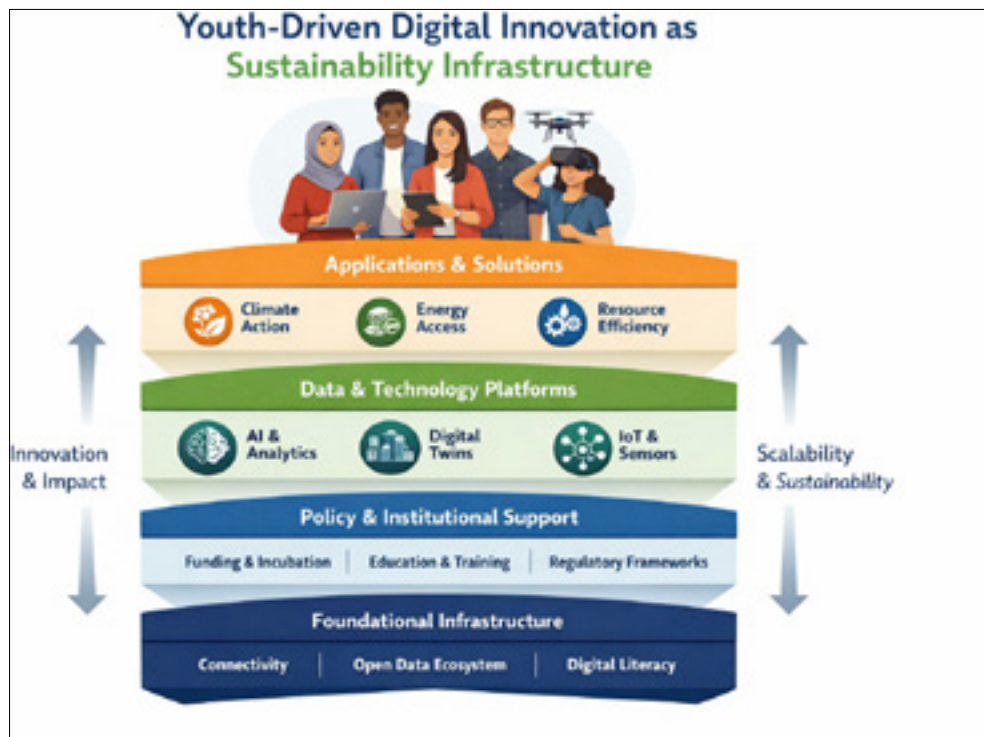 Youth-Driven Digital Innovation as
Sustainability Infrastructure
Applications & Solutions
Climate
Action
Energy
Access
Resource
Efficiency
Data & Technology Platforms
AI &
Analytics
Digital
Twins
IoT &
Sensors
Innovation
& Impact
Scalability
& Sustainability
Policy & Institutional Support
Funding & Incubation
Education & Training
Regulatory Frameworks
Foundational Infrastructure
Connectivity
Open Data Ecosystem
Digital Literacy